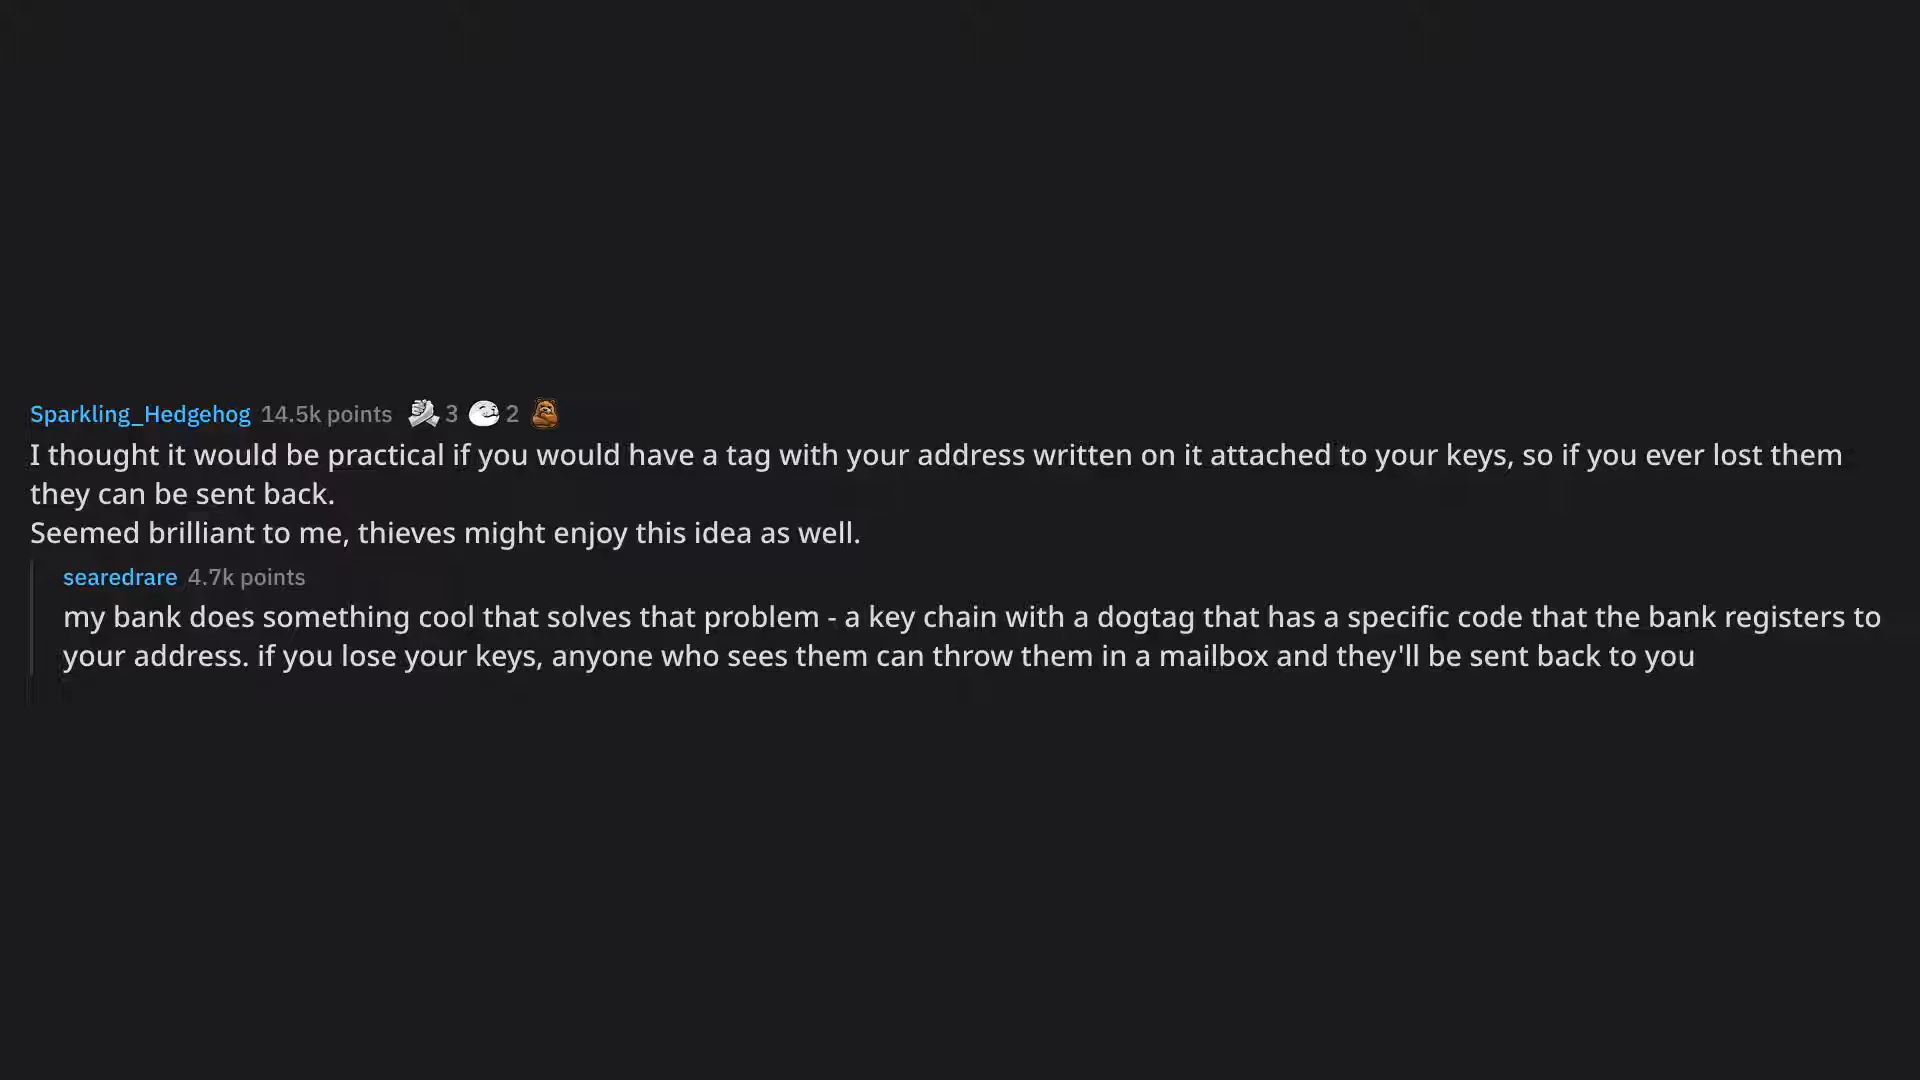 Sparkling_Hedgehog 14.5k points 3 2
I thought it would be practical if you would have a tag with your address written on it attached to your keys, so if you ever lost them
they can be sent back.
Seemed brilliant to me, thieves might enjoy this idea as well.
searedrare 4.7k points
my bank does something cool that solves that problem - a key chain with a dogtag that has a specific code that the bank registers to
your address. if you lose your keys, anyone who sees them can throw them in a mailbox and they'll be sent back to you